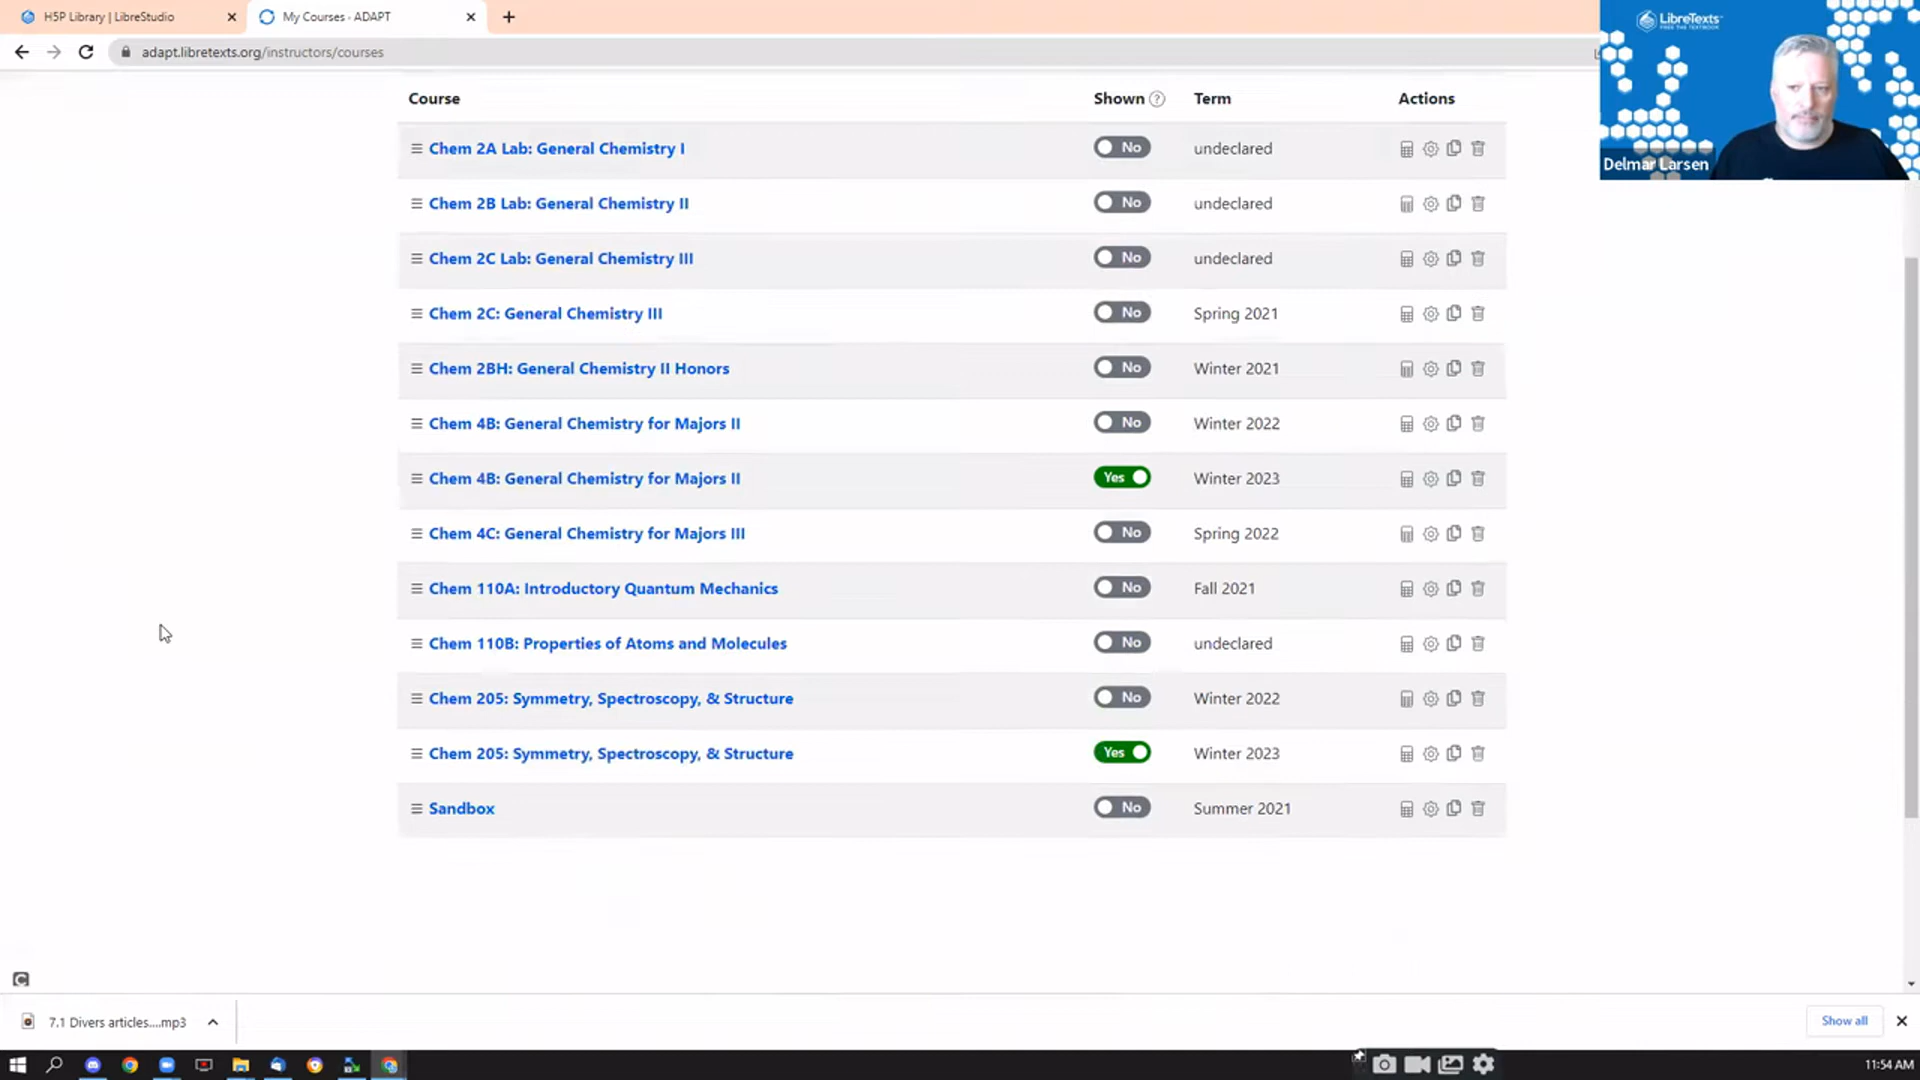 H5P Library | LibreStudio
My Courses - ADAPT
adapt.libretexts.org/instructors/courses
LibreTexts
FREE THE TEXTBOOK
Delmar Larsen
Course Shown Term Actions
Chem 2A Lab: General Chemistry I No undeclared
Chem 2B Lab: General Chemistry II No undeclared
Chem 2C Lab: General Chemistry III No undeclared
Chem 2C: General Chemistry III No Spring 2021
Chem 2BH: General Chemistry II Honors No Winter 2021
Chem 4B: General Chemistry for Majors II No Winter 2022
Chem 4B: General Chemistry for Majors II Yes Winter 2023
Chem 4C: General Chemistry for Majors III No Spring 2022
Chem 110A: Introductory Quantum Mechanics No Fall 2021
Chem 110B: Properties of Atoms and Molecules No undeclared
Chem 205: Symmetry, Spectroscopy, & Structure No Winter 2022
Chem 205: Symmetry, Spectroscopy, & Structure Yes Winter 2023
Sandbox No Summer 2021
7.1 Divers articles....mp3
Show all
11:54 AM